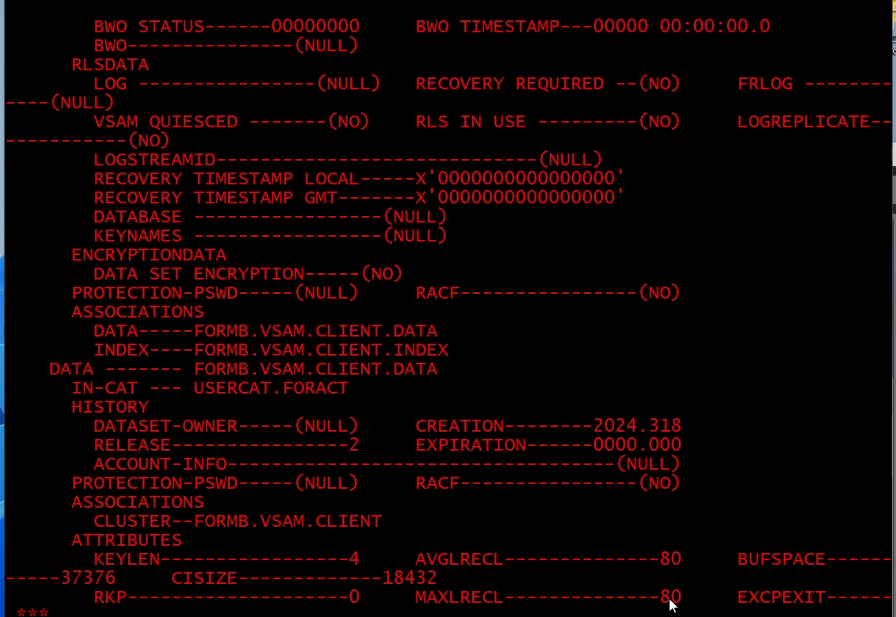 BWO STATUS------00000000     BWO TIMESTAMP---00000 00:00:00.0
BWO---------------(NULL)
RLSDATA
LOG ----------------(NULL)   RECOVERY REQUIRED --(NO)     FRLOG --------
----(NULL)
VSAM QUIESCED -------(NO)    RLS IN USE ---------(NO)     LOGREPLICATE--
-----------(NO)
LOGSTREAMID-----------------------------(NULL)
RECOVERY TIMESTAMP LOCAL-----X'0000000000000000'
RECOVERY TIMESTAMP GMT-------X'0000000000000000'
DATABASE -----------------(NULL)
KEYNAMES -----------------(NULL)
ENCRYPTIONDATA
DATA SET ENCRYPTION-----(NO)
PROTECTION-PSWD-----(NULL)     RACF----------------(NO)
ASSOCIATIONS
DATA-----FORMB.VSAM.CLIENT.DATA
INDEX----FORMB.VSAM.CLIENT.INDEX
DATA ------- FORMB.VSAM.CLIENT.DATA
IN-CAT --- USERCAT.FORACT
HISTORY
DATASET-OWNER-----(NULL)     CREATION--------2024.318
RELEASE----------------2     EXPIRATION------0000.000
ACCOUNT-INFO-----------------------------------(NULL)
PROTECTION-PSWD-----(NULL)     RACF----------------(NO)
ASSOCIATIONS
CLUSTER--FORMB.VSAM.CLIENT
ATTRIBUTES
KEYLEN-----------------4     AVGLRECL--------------80     BUFSPACE------
-----37376     CISIZE-------------18432
RKP--------------------0     MAXLRECL--------------80     EXCPEXIT------
***